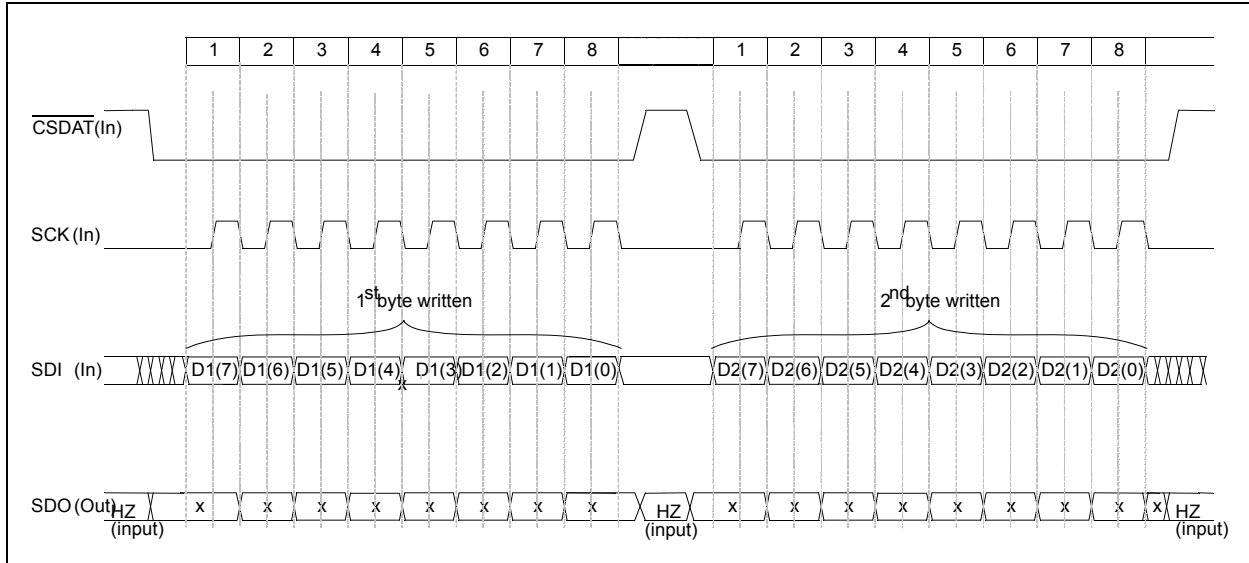 1 2 3 4 5 6 7 8 1 2 3 4 5 6 7 8
CSDAT(In)
SCK (In)
1st byte written 2nd byte written
SDI (In) D1(7) D1(6) D1(5) D1(4) D1(3) D1(2) D1(1) D1(0) D2(7) D2(6) D2(5) D2(4) D2(3) D2(2) D2(1) D2(0)
x
SDO (Out) HZ x x x x x x x x HZ x x x x x x x x x HZ
(input) (input) (input)